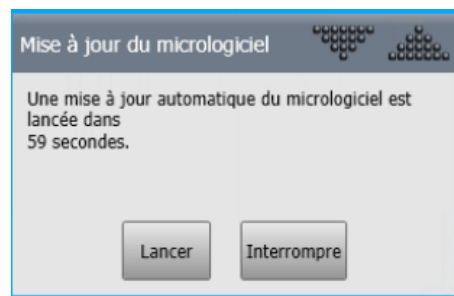 Mise à jour du micrologiciel
Une mise à jour automatique du micrologiciel est
lancée dans
59 secondes.
Lancer
Interrompre